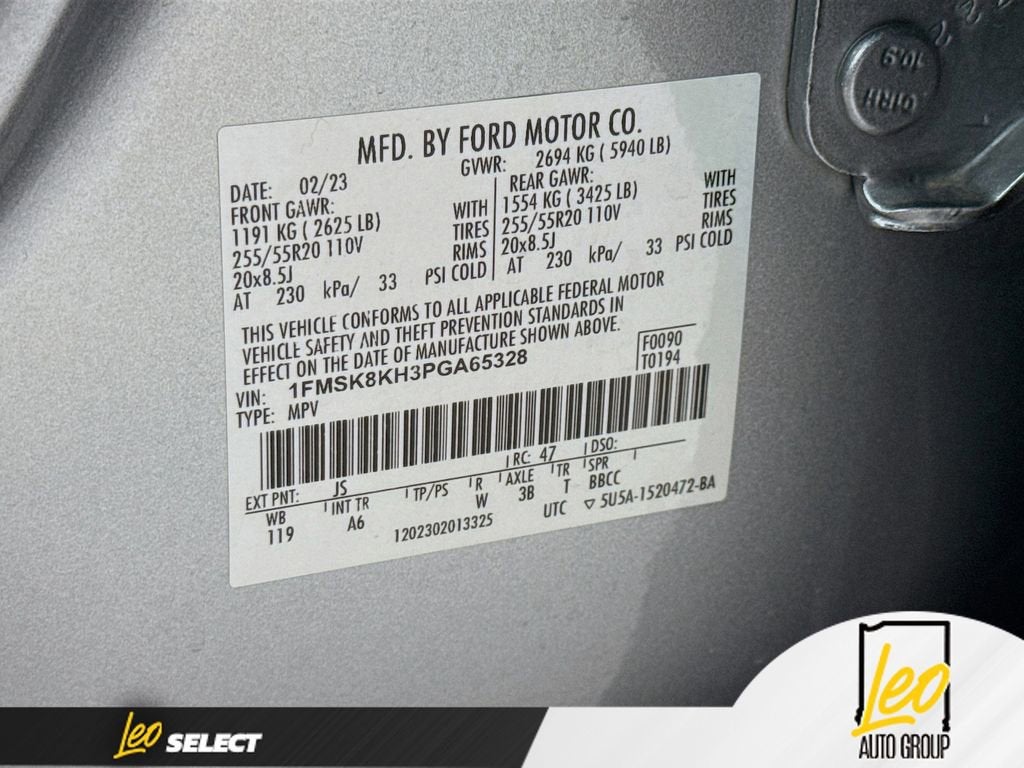 MFD. BY FORD MOTOR CO.
DATE: 02/23 GVWR: 2694 KG ( 5940 LB)
FRONT GAWR: REAR GAWR:
1191 KG ( 2625 LB) WITH 1554 KG ( 3425 LB) WITH
255/55R20 110V TIRES 255/55R20 110V TIRES
20x8.5J RIMS 20x8.5J RIMS
AT 230 kPa/ 33 PSI COLD AT 230 kPa/ 33 PSI COLD
THIS VEHICLE CONFORMS TO ALL APPLICABLE FEDERAL MOTOR
VEHICLE SAFETY AND THEFT PREVENTION STANDARDS IN
EFFECT ON THE DATE OF MANUFACTURE SHOWN ABOVE.
VIN: 1FMSK8KH3PGA65328 F0090
TYPE: MPV T0194
EXT PNT: JS RC: 47 DSO:
WB INT TR TP/PS R AXLE TR SPR
119 A6 W 3B T BBCC
1202302013325 UTC ▽ 5U5A-1520472-BA
10.9
01RH
Leo SELECT
Leo
AUTO GROUP